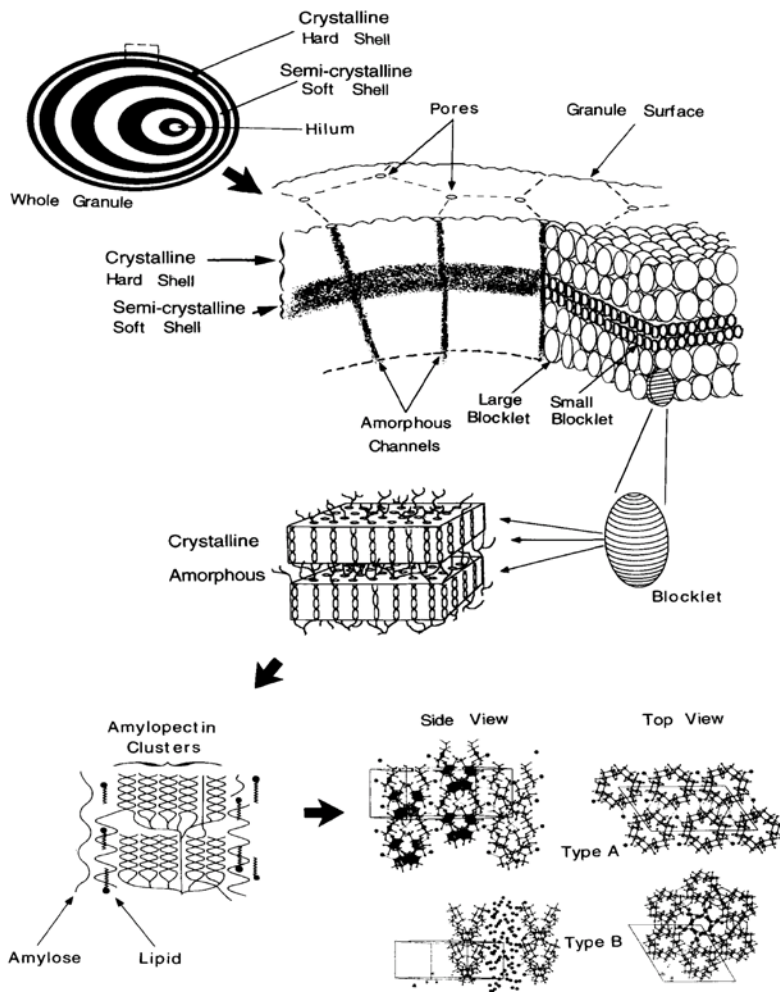 Crystalline
Hard Shell
Semi-crystalline
Soft Shell
Hilum
Whole Granule
Pores
Granule Surface
Crystalline
Hard Shell
Semi-crystalline
Soft Shell
Amorphous
Channels
Large
Blocklet
Small
Blocklet
Crystalline
Amorphous
Blocklet
Amylopectin
Clusters
Side View
Top View
Type A
Type B
Amylose
Lipid